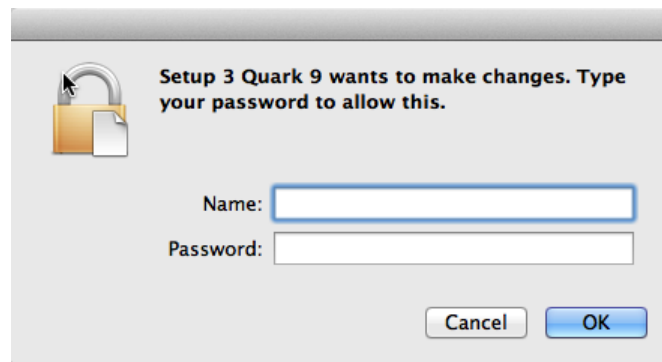 Setup 3 Quark 9 wants to make changes. Type
your password to allow this.
Name:
Password:
Cancel OK